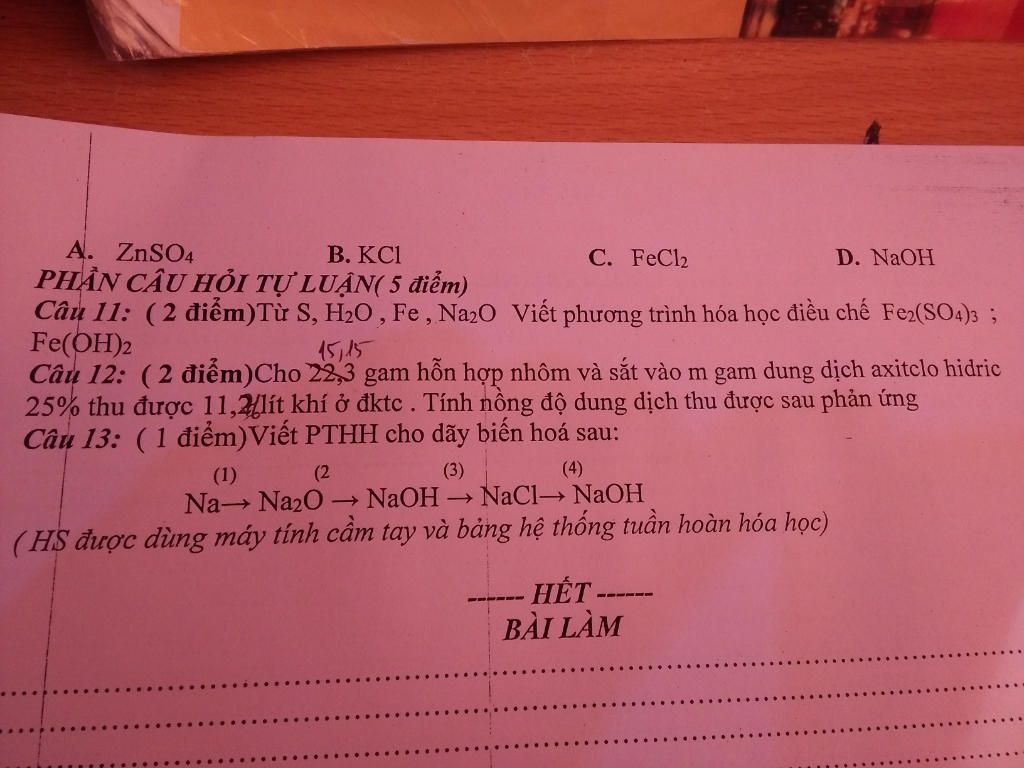 A. ZnSO4 B. KCl C. FeCl2 D. NaOH
PHẦN CÂU HỎI TỰ LUẬN( 5 điểm)
Câu 11: ( 2 điểm)Từ S, H2O , Fe , Na2O Viết phương trình hóa học điều chế Fe2(SO4)3 ;
Fe(OH)2
15,15
Câu 12: ( 2 điểm)Cho 22,3 gam hỗn hợp nhôm và sắt vào m gam dung dịch axitclo hidric
25% thu được 11,2 lít khí ở đktc . Tính nồng độ dung dịch thu được sau phản ứng
Câu 13: ( 1 điểm)Viết PTHH cho dãy biến hoá sau:
(1) (2 (3) (4)
Na→ Na2O → NaOH → NaCl→ NaOH
( HS được dùng máy tính cầm tay và bảng hệ thống tuần hoàn hóa học)
------ HẾT ------
BÀI LÀM